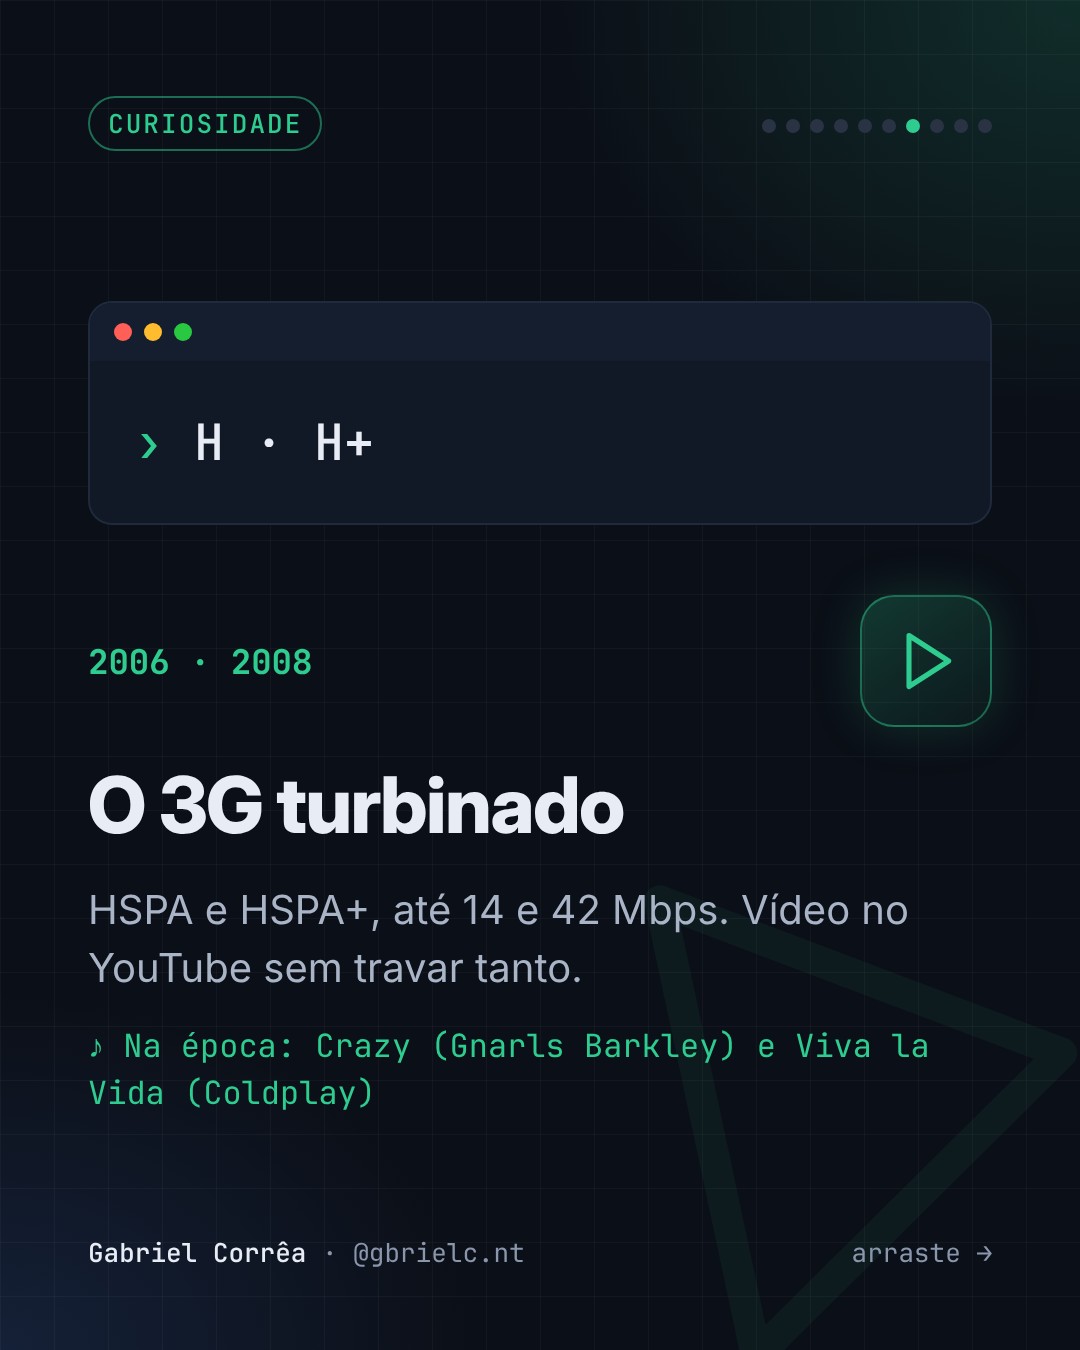 CURIOSIDADE
› H · H+
2006 · 2008
O 3G turbinado
HSPA e HSPA+, até 14 e 42 Mbps. Vídeo no
YouTube sem travar tanto.
♪ Na época: Crazy (Gnarls Barkley) e Viva la
Vida (Coldplay)
Gabriel Corrêa · @gbrielc.nt
arraste →